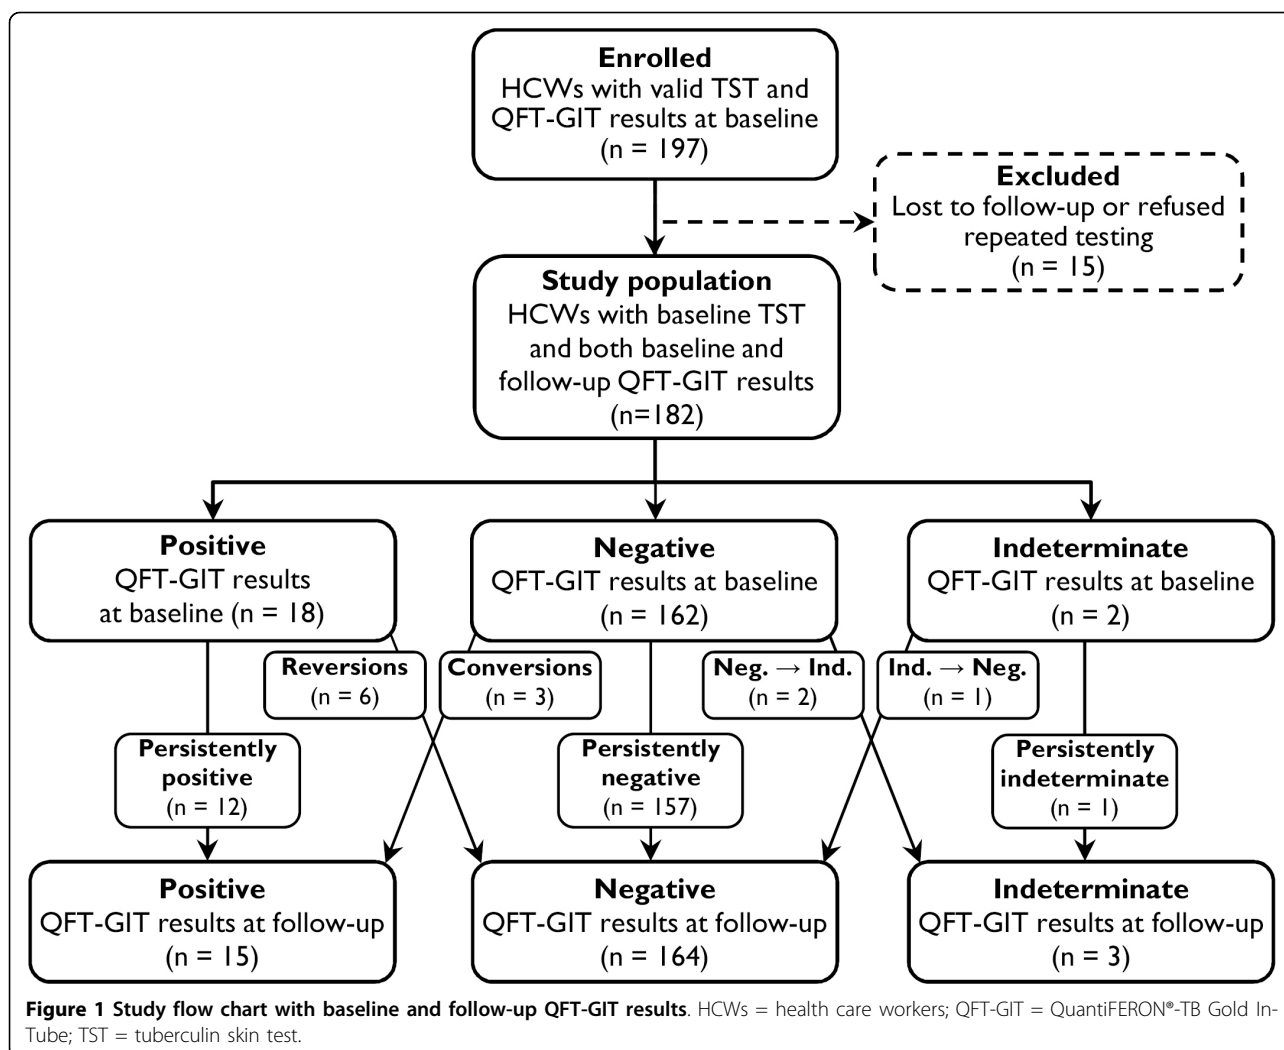 Enrolled
HCWs with valid TST and
QFT-GIT results at baseline
(n = 197)
Excluded
Lost to follow-up or refused
repeated testing
(n = 15)
Study population
HCWs with baseline TST
and both baseline and
follow-up QFT-GIT results
(n=182)
Positive
QFT-GIT results
at baseline (n = 18)
Negative
QFT-GIT results at baseline
(n = 162)
Indeterminate
QFT-GIT results at baseline
(n = 2)
Reversions
(n = 6)
Conversions
(n = 3)
Neg. → Ind.
(n = 2)
Ind. → Neg.
(n = 1)
Persistently
positive
(n = 12)
Persistently
negative
(n = 157)
Persistently
indeterminate
(n = 1)
Positive
QFT-GIT results at follow-up
(n = 15)
Negative
QFT-GIT results at follow-up
(n = 164)
Indeterminate
QFT-GIT results at follow-up
(n = 3)
Figure 1 Study flow chart with baseline and follow-up QFT-GIT results. HCWs = health care workers; QFT-GIT = QuantiFERON®-TB Gold In-
Tube; TST = tuberculin skin test.